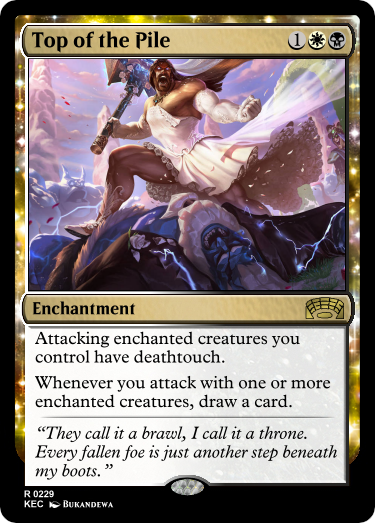 Top of the Pile 1
Enchantment
Attacking enchanted creatures you
control have deathtouch.
Whenever you attack with one or more
enchanted creatures, draw a card.
“They call it a brawl, I call it a throne.
Every fallen foe is just another step beneath
my boots.”
R 0229
KEC Bukandewa